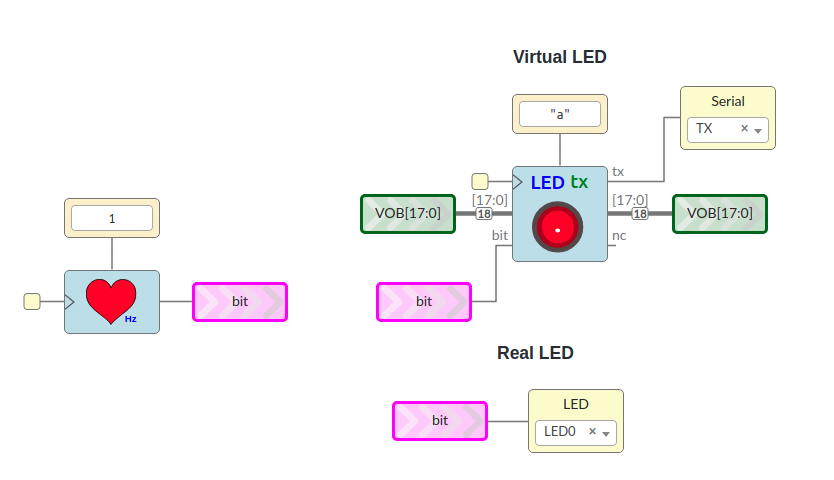 Virtual LED
"a"
Serial
TX ×
LED tx
tx
[17:0]
[17:0]
VOB[17:0]
18
18
VOB[17:0]
bit
nc
1
Hz
bit
bit
Real LED
bit
LED
LED0 ×